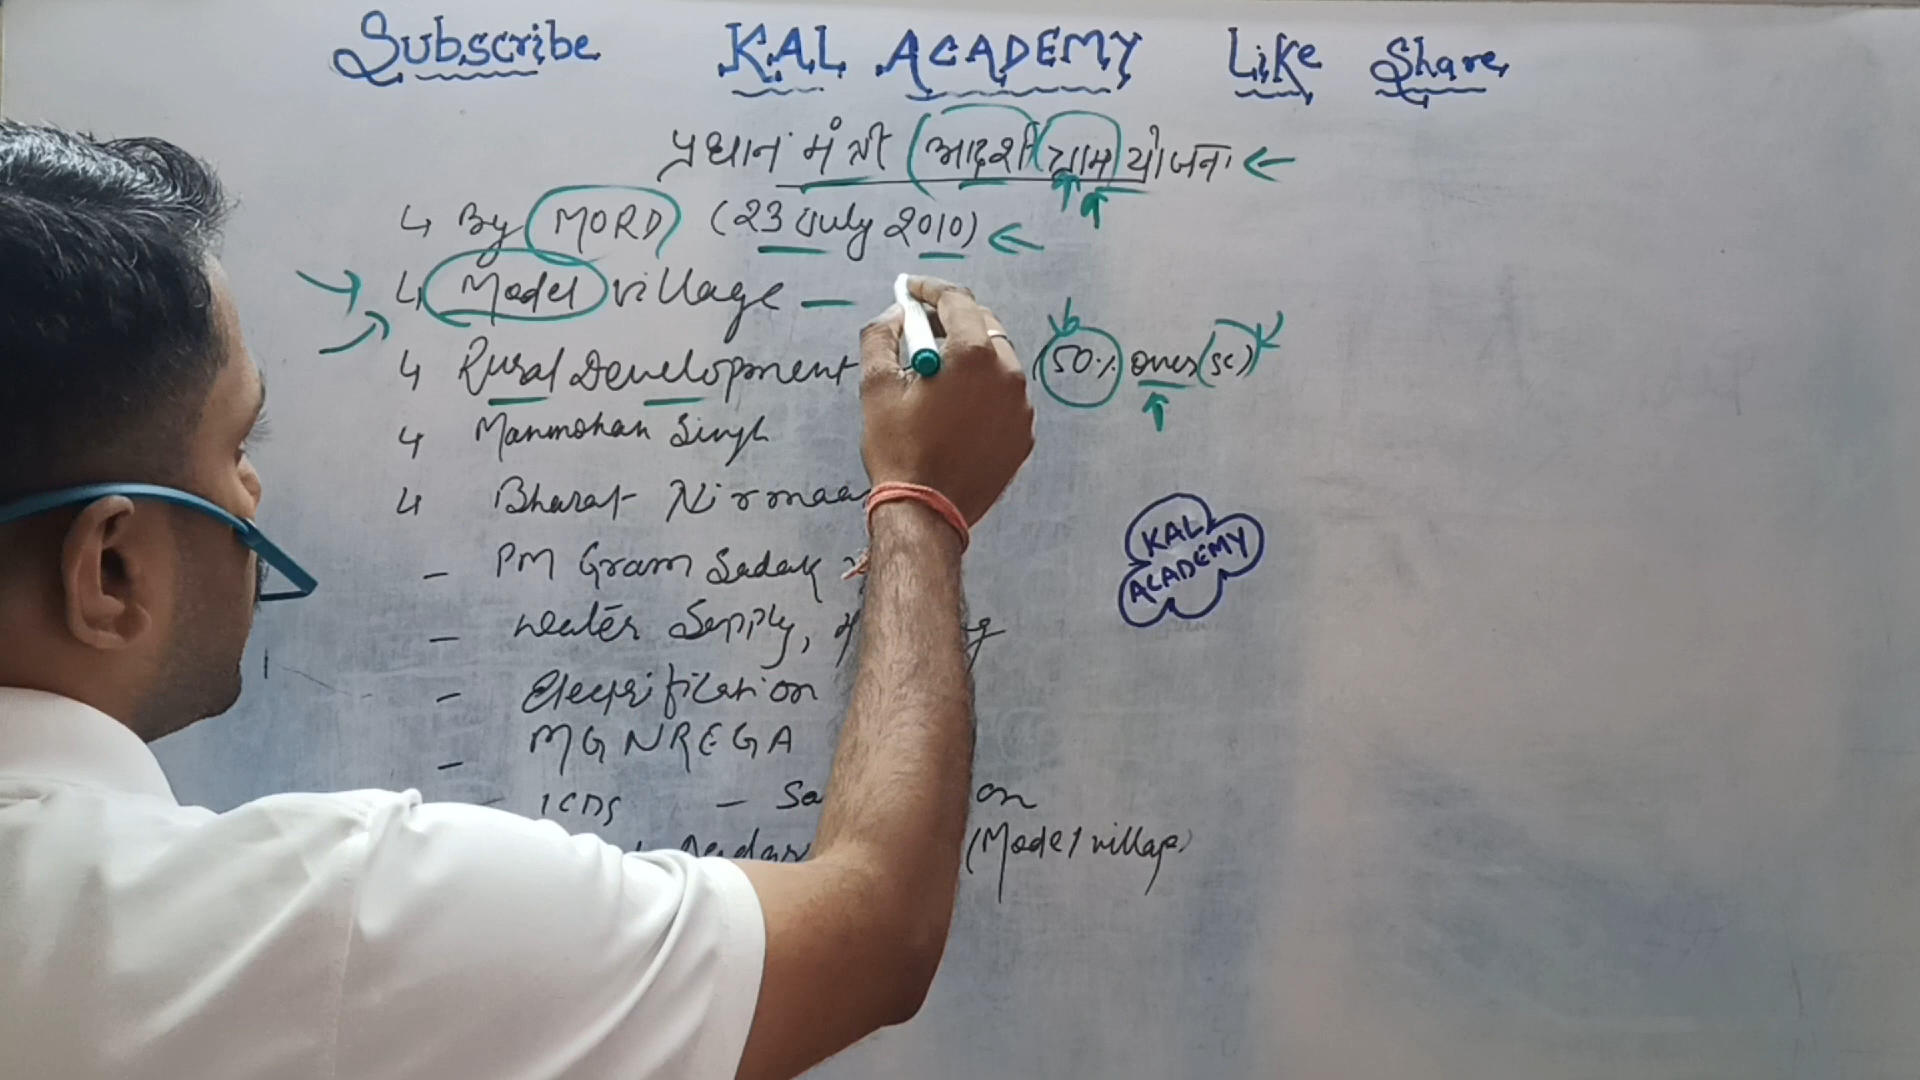 Subscribe KAL ACADEMY Like Share
प्रधान मंत्री (आदर्श ग्राम योजना
↳ By MORD (23 July 2010)
↳ Model village
↳ Rural Development (50% over (SC)
↳ Manmohan Singh
↳ Bharat Nirmaa
- PM Gram Sadak
- Water Supply,
- Electrification
- MGNREGA
- ICDS -
(Model village)
KAL
ACADEMY